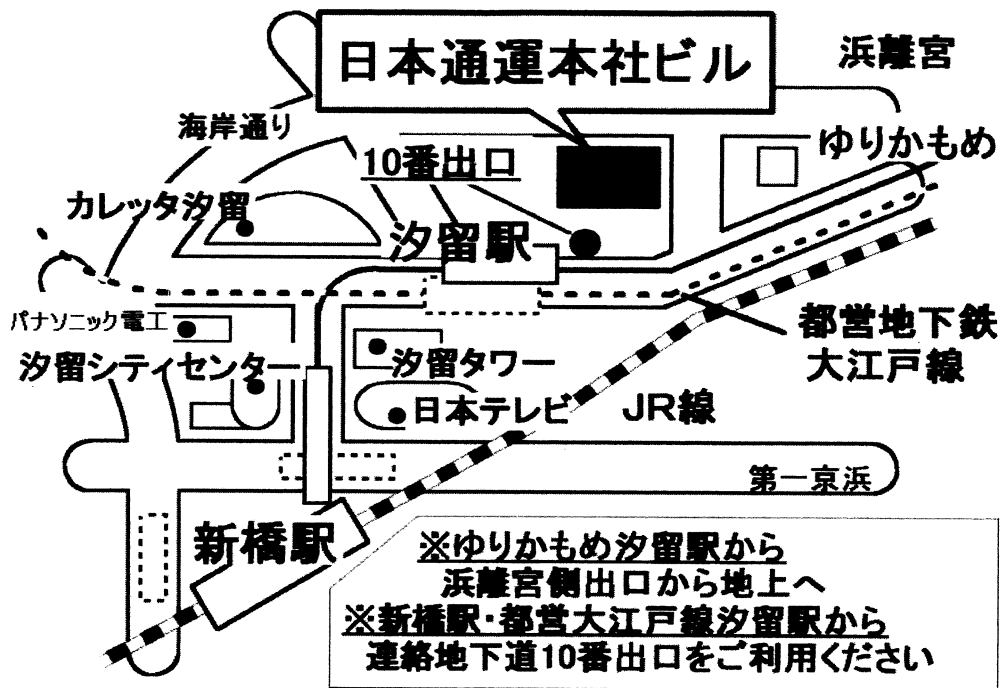 日本通運本社ビル
浜離宮
海岸通り
ゆりかもめ
10番出口
カレッタ汐留
汐留駅
パナソニック電工
都営地下鉄
大江戸線
汐留シティセンター
汐留タワー
日本テレビ
JR線
第一京浜
新橋駅
※ゆりかもめ汐留駅から
浜離宮側出口から地上へ
※新橋駅・都営大江戸線汐留駅から
連絡地下道10番出口をご利用ください